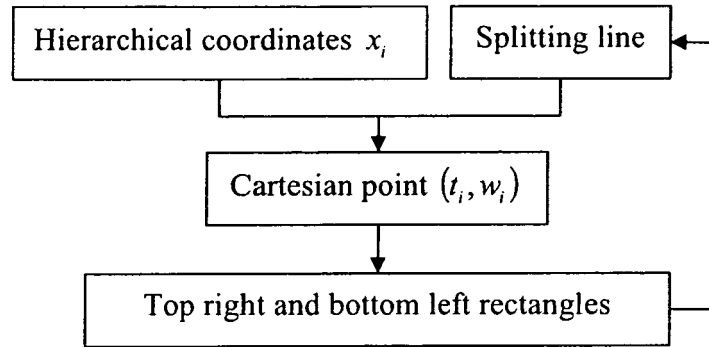 Hierarchical coordinates x_i
Splitting line
Cartesian point (t_i, w_i)
Top right and bottom left rectangles